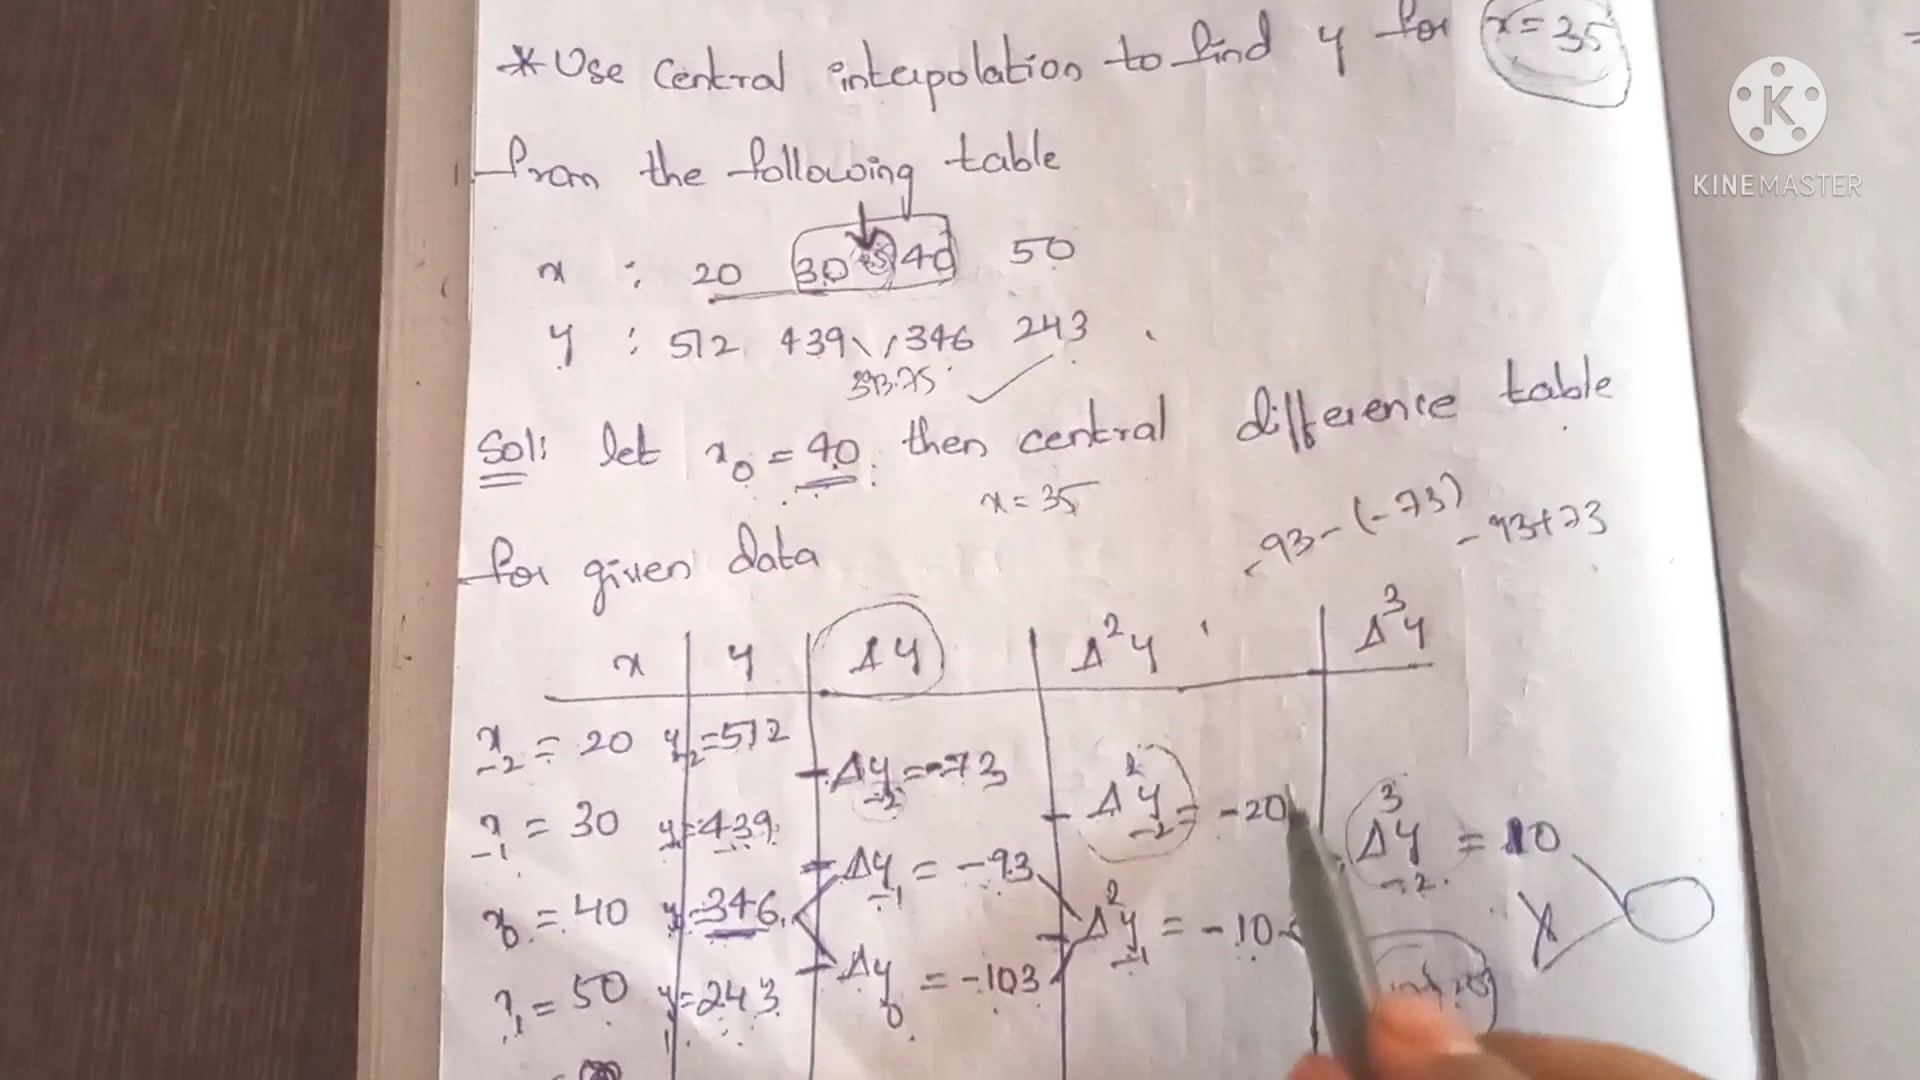 *Use Central interpolation to find y for x=35
KINEMASTER
from the following table
x : 20 30 35 40 50
y : 512 439 346 243
393.75
Sol: let x0 = 40. then central difference table
x=35
-93-(-73) -93+73
for given data
x y Δy Δ²y Δ³y
x-2 = 20 y-2=512
Δy-2 = -73
x-1 = 30 y-1=439 Δ²y-2 = -20
Δy-1 = -93 Δ³y-2 = 10
x0 = 40 y0=346 Δ²y-1 = -10
Δy0 = -103
x1 = 50 y1=243